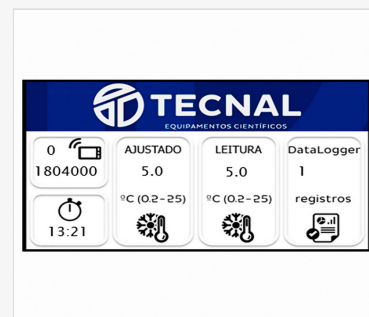 TECNAL
EQUIPAMENTOS CIENTÍFICOS
0
1804000
13:21
AJUSTADO
5.0
ºC (0.2-25)
LEITURA
5.0
ºC (0.2-25)
DataLogger
1
registros